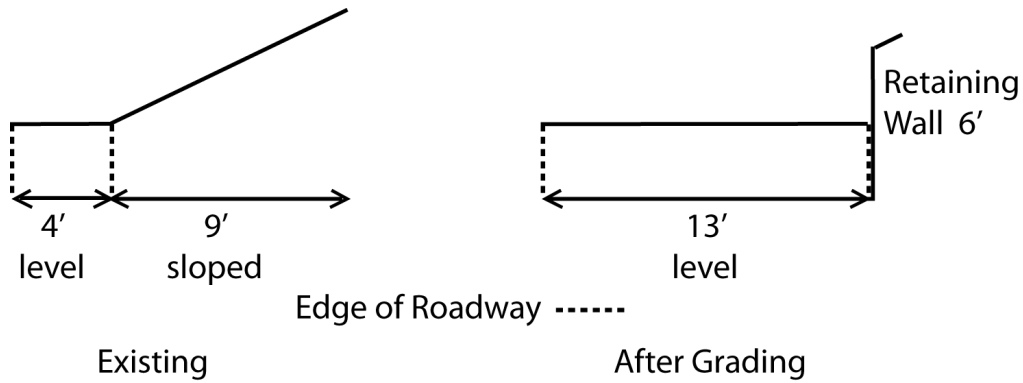 Retaining
Wall 6’
4’
level
9’
sloped
13’
level
Edge of Roadway
Existing
After Grading